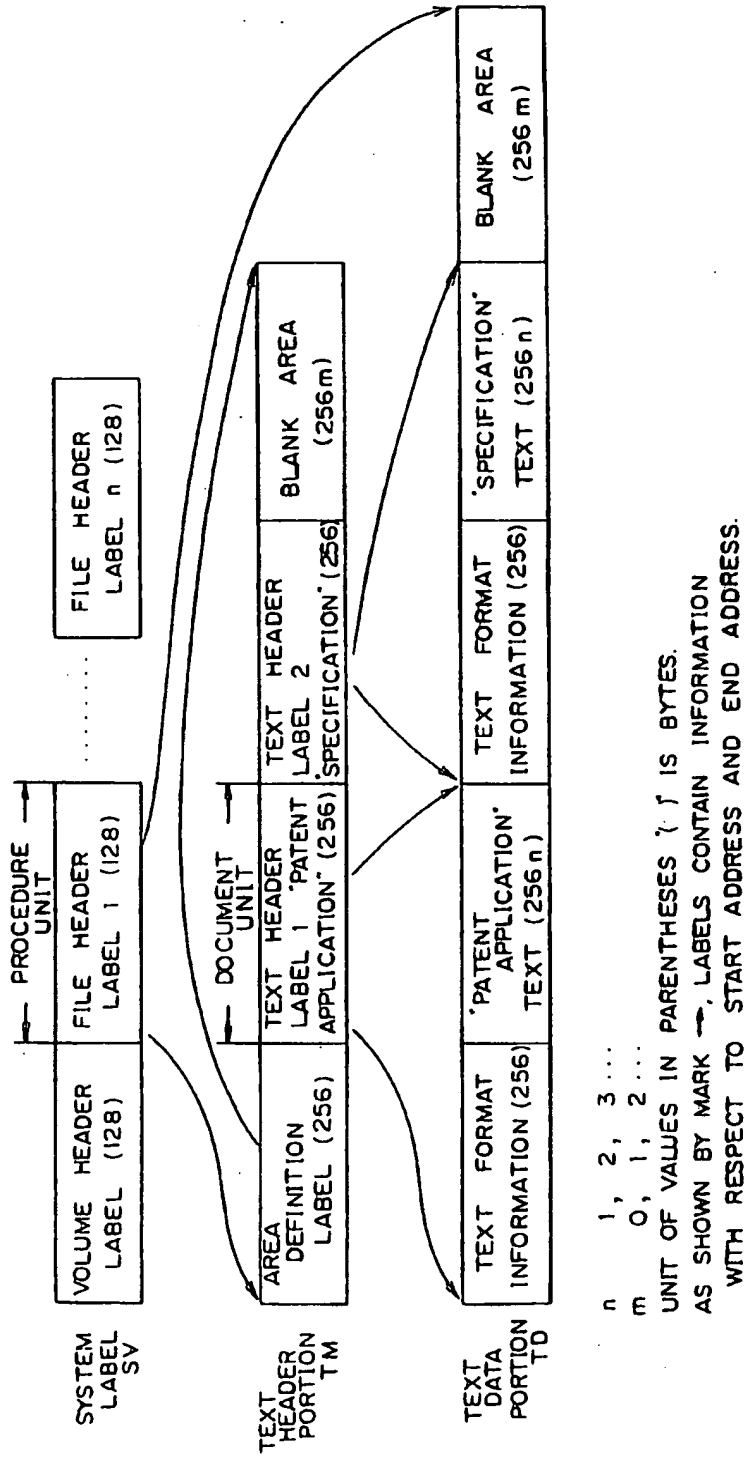 PROCEDURE
UNIT
SYSTEM
LABEL
SV
VOLUME HEADER
LABEL (128)
FILE HEADER
LABEL 1 (128)
........
FILE HEADER
LABEL n (128)
DOCUMENT
UNIT
TEXT
HEADER
PORTION
TM
AREA
DEFINITION
LABEL (256)
TEXT HEADER
LABEL 1 "PATENT
APPLICATION" (256)
TEXT HEADER
LABEL 2
"SPECIFICATION" (256)
BLANK AREA
(256m)
TEXT
DATA
PORTION
TD
TEXT FORMAT
INFORMATION (256)
"PATENT
APPLICATION"
TEXT (256n)
TEXT FORMAT
INFORMATION (256)
"SPECIFICATION"
TEXT (256n)
BLANK AREA
(256m)
n 1, 2, 3 ...
m 0, 1, 2 ...
UNIT OF VALUES IN PARENTHESES "( )" IS BYTES.
AS SHOWN BY MARK →, LABELS CONTAIN INFORMATION
WITH RESPECT TO START ADDRESS AND END ADDRESS.